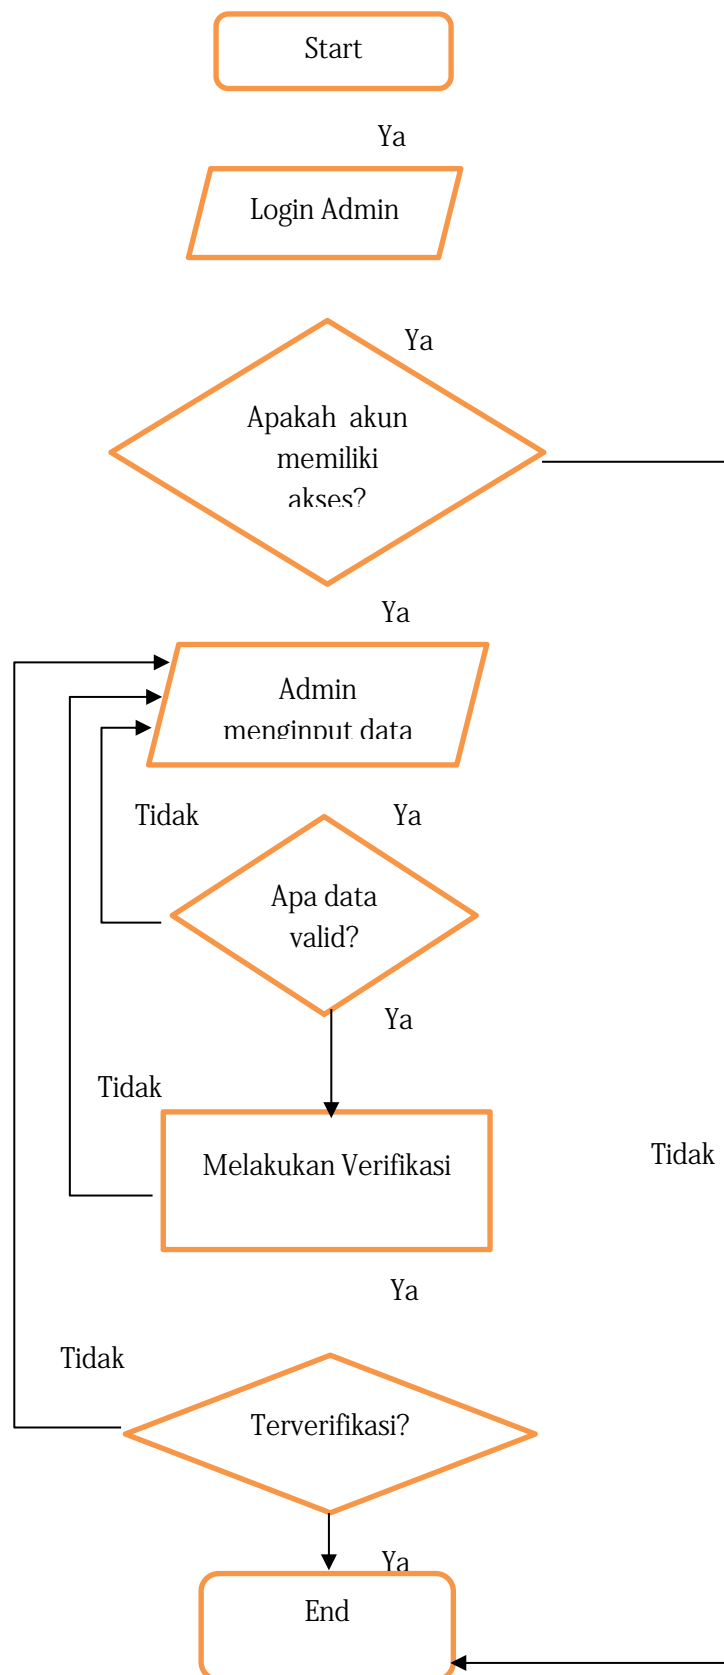 Start
Ya
Login Admin
Ya
Apakah akun
memiliki
akses?
Ya
Admin
menginput data
Tidak
Ya
Apa data
valid?
Ya
Tidak
Melakukan Verifikasi
Tidak
Ya
Tidak
Terverifikasi?
Ya
End